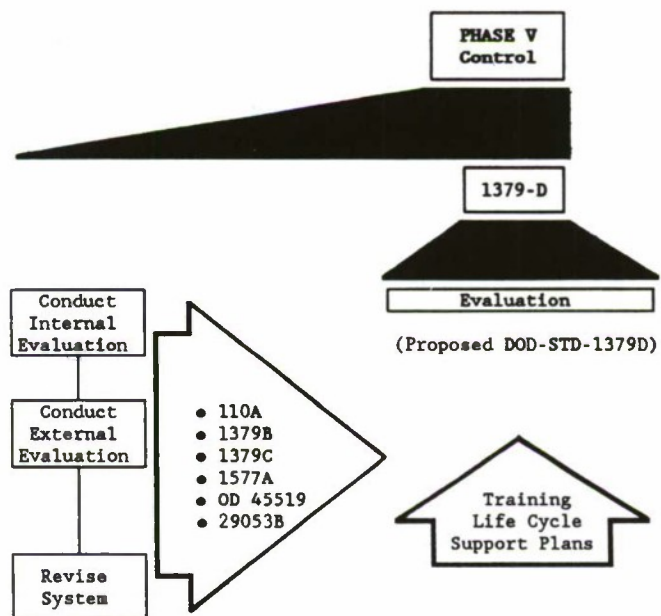 PHASE V
Control
1379-D
Evaluation
(Proposed DOD-STD-1379D)
Conduct
Internal
Evaluation
Conduct
External
Evaluation
Revise
System
● 110A
● 1379B
● 1379C
● 1577A
● OD 45519
● 29053B
Training
Life Cycle
Support Plans